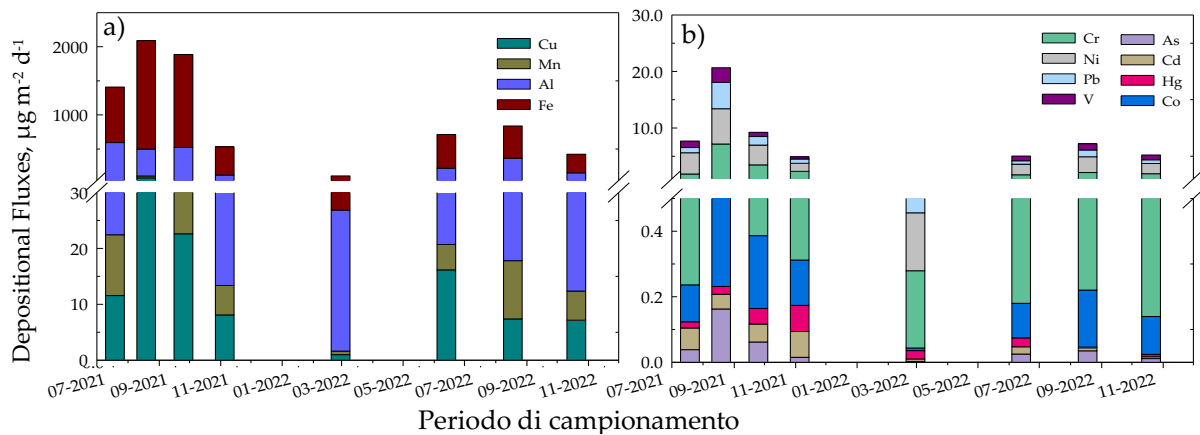 a)
Cu
Mn
Al
Fe
2000
1000
30
20
10
0
07-2021
09-2021
11-2021
01-2022
03-2022
05-2022
07-2022
09-2022
11-2022
Depositional Fluxes, µg m-2 d-1
b)
Cr
Ni
Pb
V
As
Cd
Hg
Co
30.0
20.0
10.0
0.4
0.2
0.0
07-2021
09-2021
11-2021
01-2022
03-2022
05-2022
07-2022
09-2022
11-2022
Periodo di campionamento